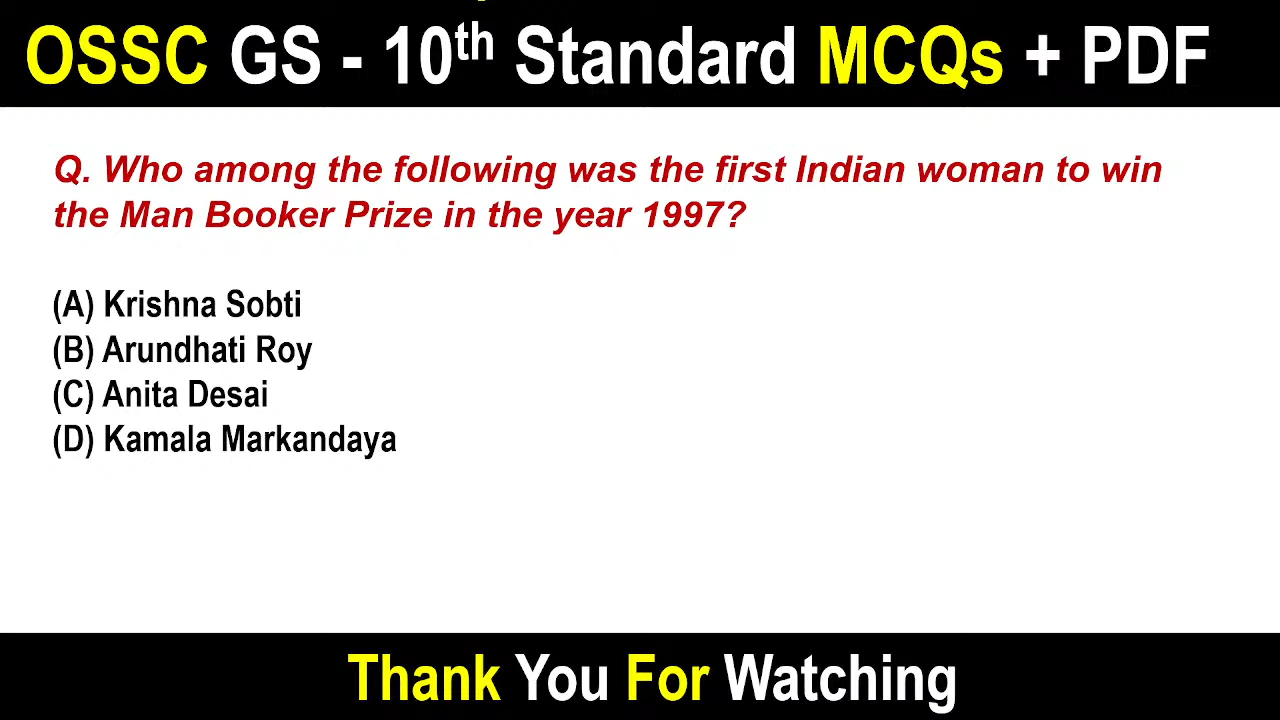 OSSC GS - 10th Standard MCQs + PDF
Q. Who among the following was the first Indian woman to win
the Man Booker Prize in the year 1997?
(A) Krishna Sobti
(B) Arundhati Roy
(C) Anita Desai
(D) Kamala Markandaya
Thank You For Watching